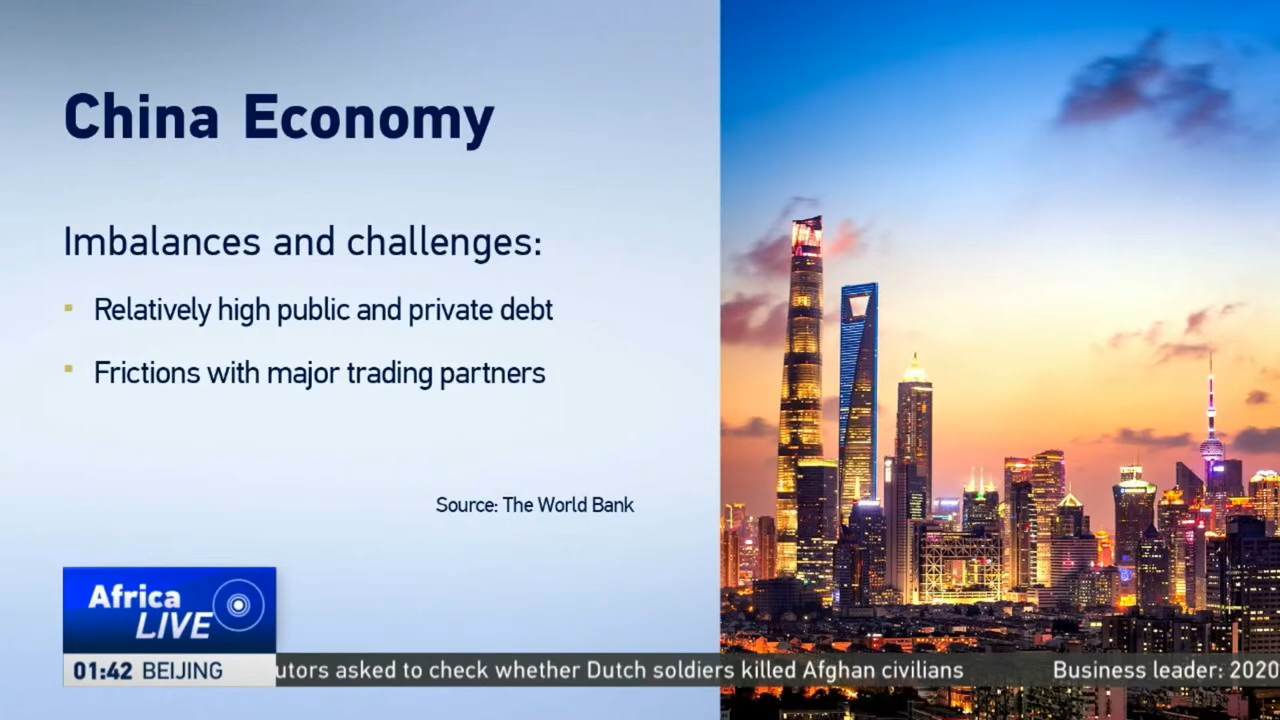 China Economy
Imbalances and challenges:
Relatively high public and private debt
Frictions with major trading partners
Source: The World Bank
Africa
LIVE
01:42 BEIJING
utors asked to check whether Dutch soldiers killed Afghan civilians Business leader: 2020